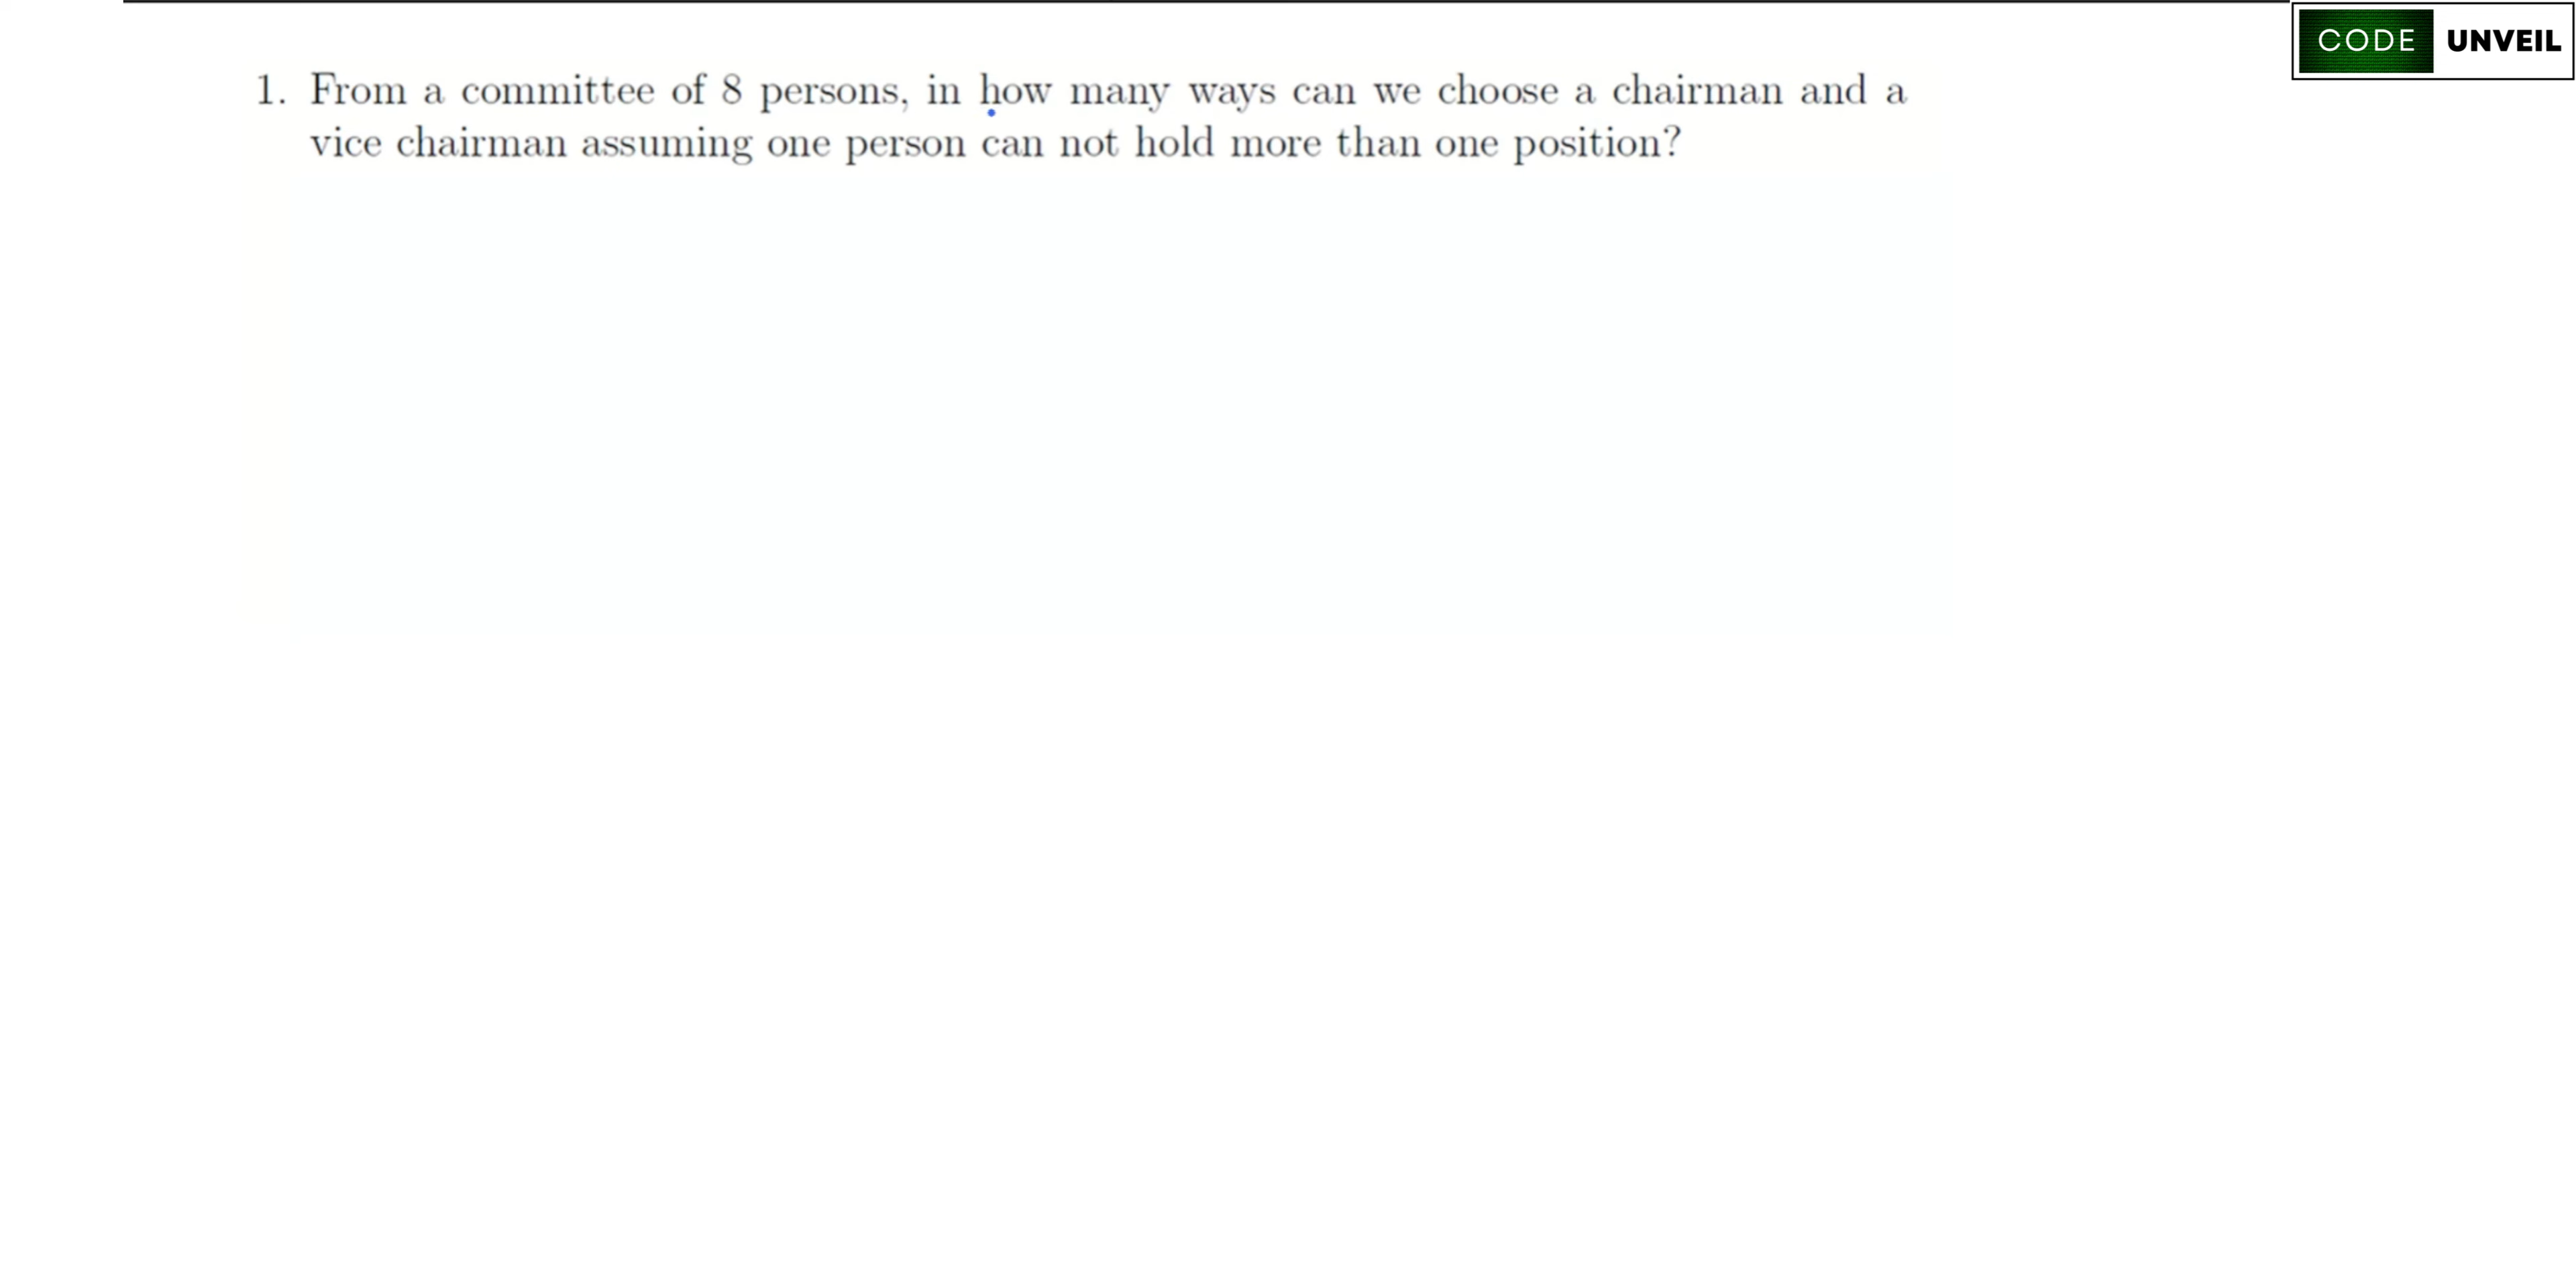 CODE UNVEIL
1. From a committee of 8 persons, in how many ways can we choose a chairman and a
vice chairman assuming one person can not hold more than one position?